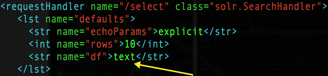 <requestHandler name="/select" class="solr.SearchHandler">
<lst name="defaults">
<str name="echoParams">explicit</str>
<int name="rows">10</int>
<str name="df">text</str>
</lst>